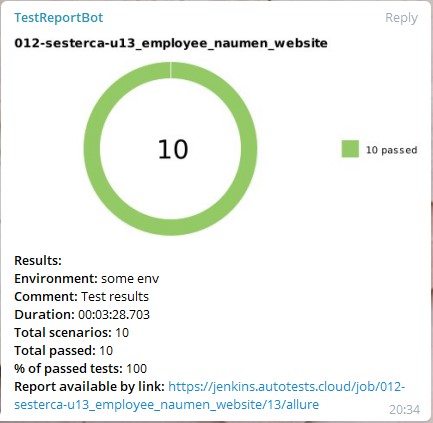 TestReportBot Reply
012-sesterca-u13_employee_naumen_website
10
10 passed
Results:
Environment: some env
Comment: Test results
Duration: 00:03:28.703
Total scenarios: 10
Total passed: 10
% of passed tests: 100
Report available by link: https://jenkins.autotests.cloud/job/012-
sesterca-u13_employee_naumen_website/13/allure
20:34